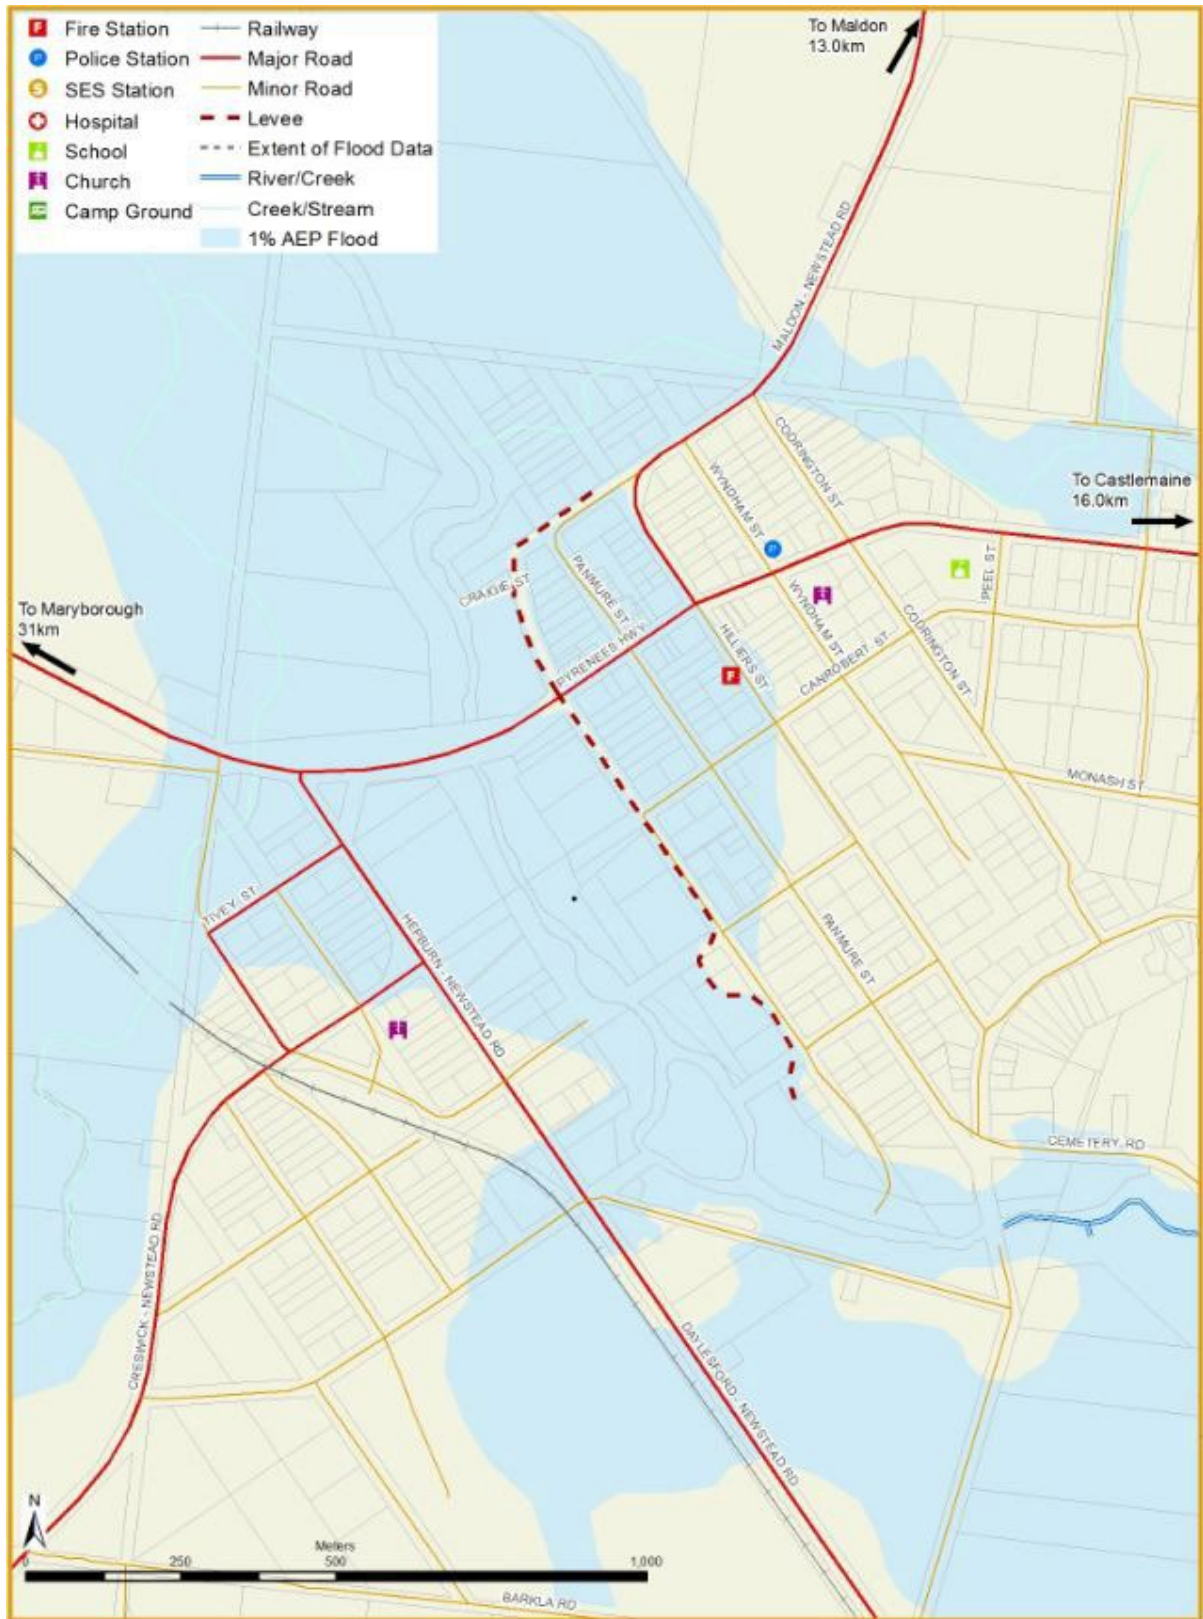 Fire Station
Police Station
SES Station
Hospital
School
Church
Camp Ground
Railway
Major Road
Minor Road
Levee
Extent of Flood Data
River/Creek
Creek/Stream
1% AEP Flood
To Maldon
13.0km
MALDON - NEWSTEAD RD
CODRINGTON ST
WYNDHAM ST
To Castlemaine
16.0km
PANMURE ST
CRAIGIE ST
PEEL ST
To Maryborough
31km
PYRENEES HWY
HILLIERS ST
WYNDHAM ST
CANROBERT ST
CODRINGTON ST
MONASH ST
TIVEY ST
HEPBURN - NEWSTEAD RD
PANMURE ST
CEMETERY RD
CRESWICK - NEWSTEAD RD
DAYLESFORD - NEWSTEAD RD
N
Meters
0 250 500 1,000
BARKLA RD